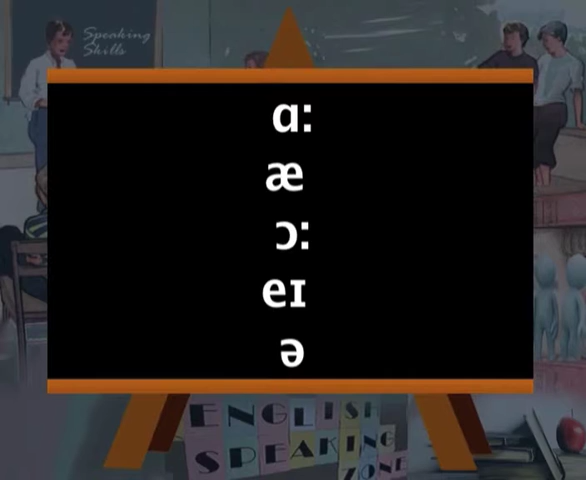 Speaking
Skills
ɑ:
æ
ɔ:
eɪ
ə
ENGLISH
SPEAKING
ZONE